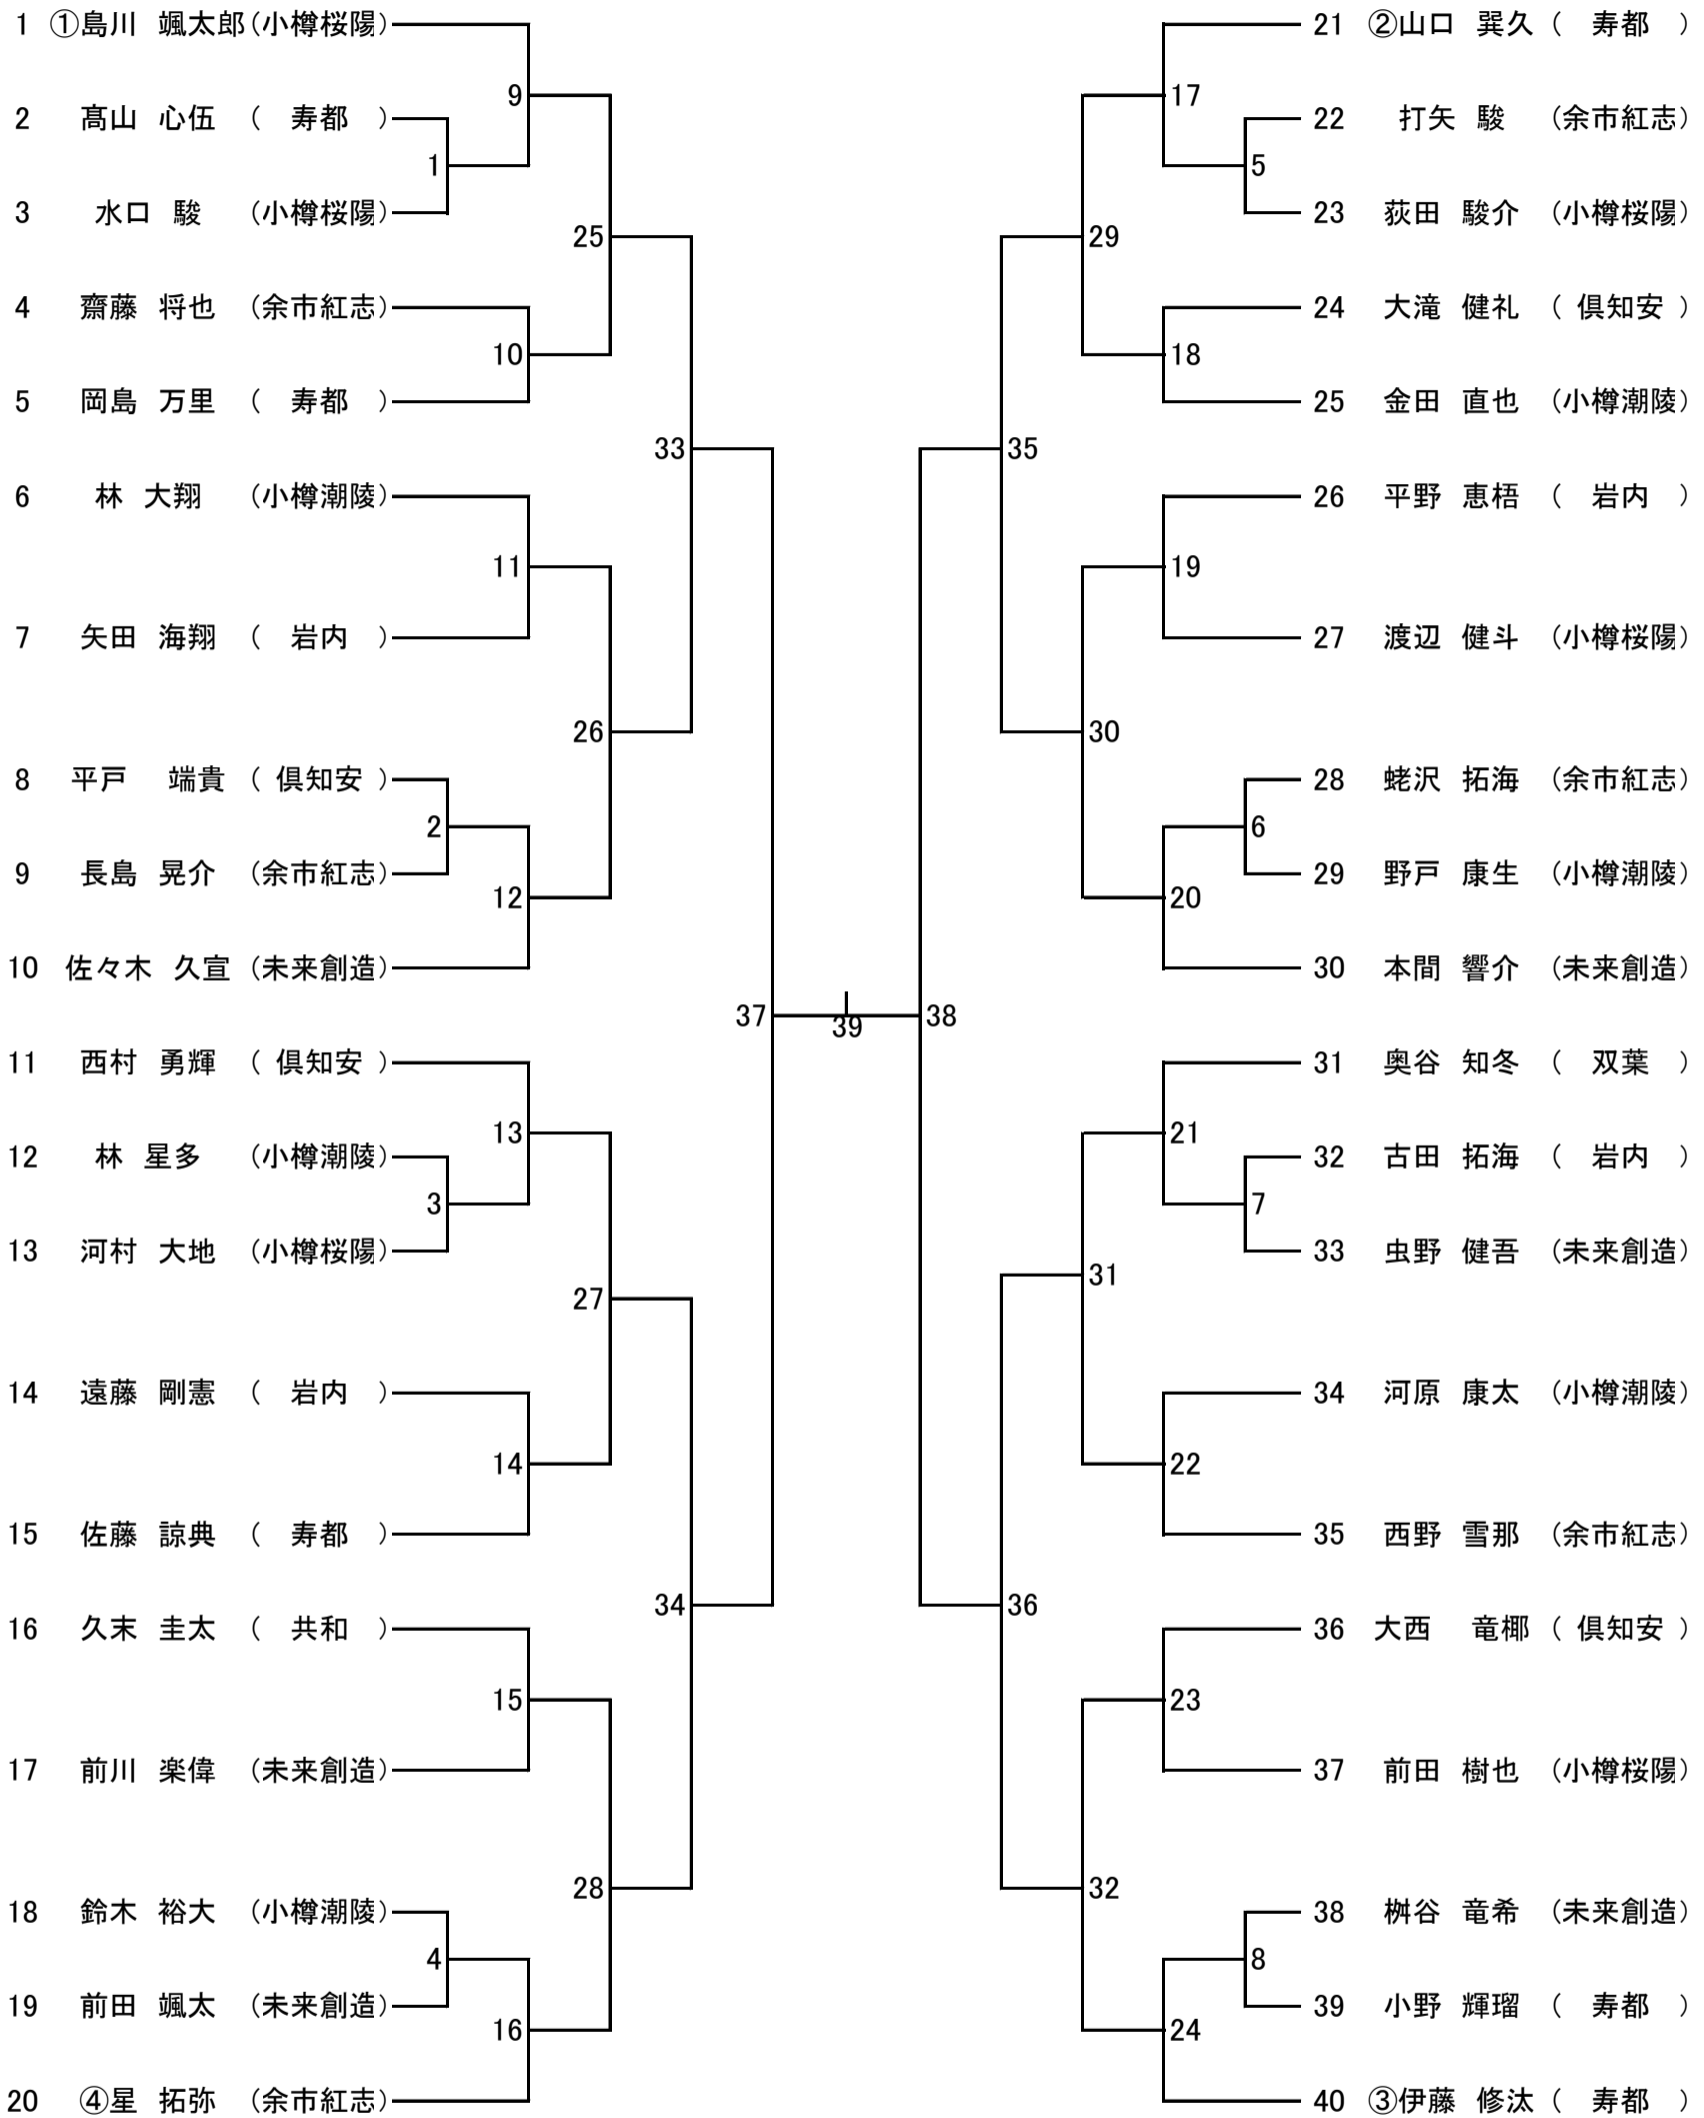 1 ①島川 颯太郎(小樽桜陽)
2 髙山 心伍 ( 寿都 )
3 水口 駿 (小樽桜陽)
4 齋藤 将也 (余市紅志)
5 岡島 万里 ( 寿都 )
6 林 大翔 (小樽潮陵)
7 矢田 海翔 ( 岩内 )
8 平戸 端貴 ( 倶知安 )
9 長島 晃介 (余市紅志)
10 佐々木 久宣 (未来創造)
11 西村 勇輝 ( 倶知安 )
12 林 星多 (小樽潮陵)
13 河村 大地 (小樽桜陽)
14 遠藤 剛憲 ( 岩内 )
15 佐藤 諒典 ( 寿都 )
16 久末 圭太 ( 共和 )
17 前川 楽偉 (未来創造)
18 鈴木 裕大 (小樽潮陵)
19 前田 颯太 (未来創造)
20 ④星 拓弥 (余市紅志)
1
2
3
4
9
10
11
12
13
14
15
16
25
26
27
28
33
34
37
39
38
35
36
29
30
31
32
17
18
19
20
21
22
23
24
5
6
7
8
21 ②山口 巽久 ( 寿都 )
22 打矢 駿 (余市紅志)
23 荻田 駿介 (小樽桜陽)
24 大滝 健礼 ( 倶知安 )
25 金田 直也 (小樽潮陵)
26 平野 恵梧 ( 岩内 )
27 渡辺 健斗 (小樽桜陽)
28 蛯沢 拓海 (余市紅志)
29 野戸 康生 (小樽潮陵)
30 本間 響介 (未来創造)
31 奥谷 知冬 ( 双葉 )
32 古田 拓海 ( 岩内 )
33 虫野 健吾 (未来創造)
34 河原 康太 (小樽潮陵)
35 西野 雪那 (余市紅志)
36 大西 竜椰 ( 倶知安 )
37 前田 樹也 (小樽桜陽)
38 桝谷 竜希 (未来創造)
39 小野 輝瑠 ( 寿都 )
40 ③伊藤 修汰 ( 寿都 )